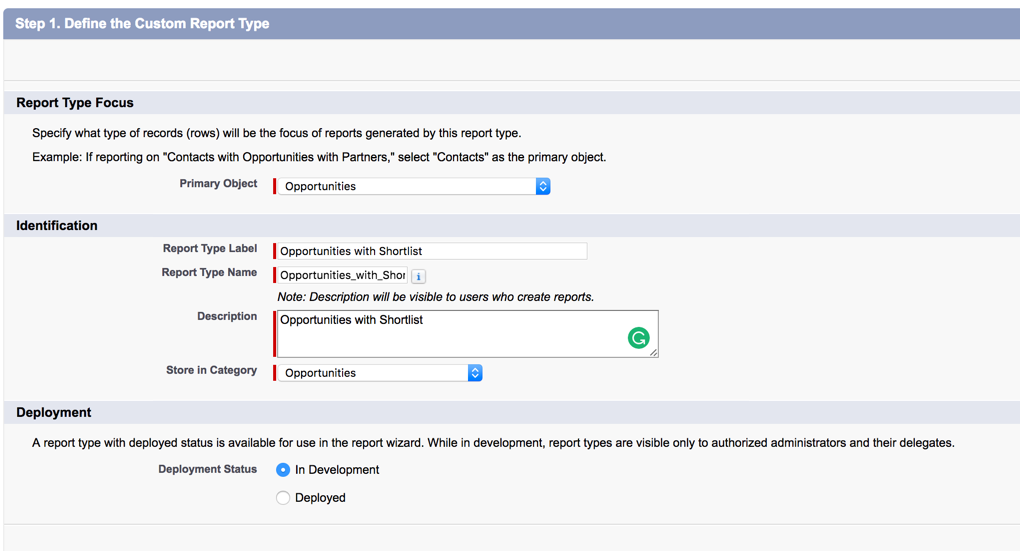 Step 1. Define the Custom Report Type
Report Type Focus
Specify what type of records (rows) will be the focus of reports generated by this report type.
Example: If reporting on "Contacts with Opportunities with Partners," select "Contacts" as the primary object.
Primary Object Opportunities
Identification
Report Type Label Opportunities with Shortlist
Report Type Name Opportunities_with_Shor i
Note: Description will be visible to users who create reports.
Description Opportunities with Shortlist
Store in Category Opportunities
Deployment
A report type with deployed status is available for use in the report wizard. While in development, report types are visible only to authorized administrators and their delegates.
Deployment Status In Development
Deployed